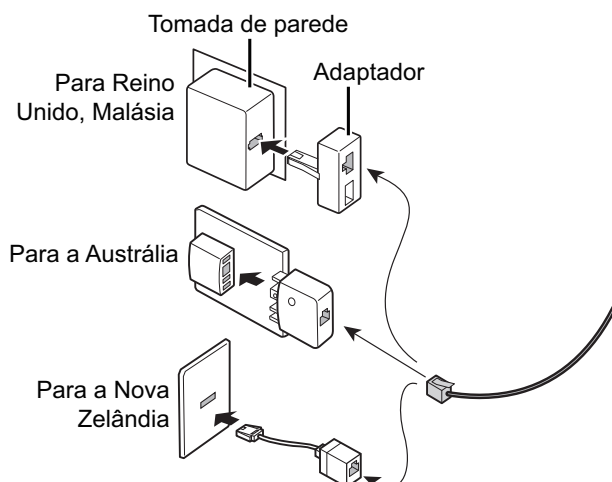 Tomada de parede
Para Reino
Unido, Malásia
Adaptador
Para a Austrália
Para a Nova
Zelândia